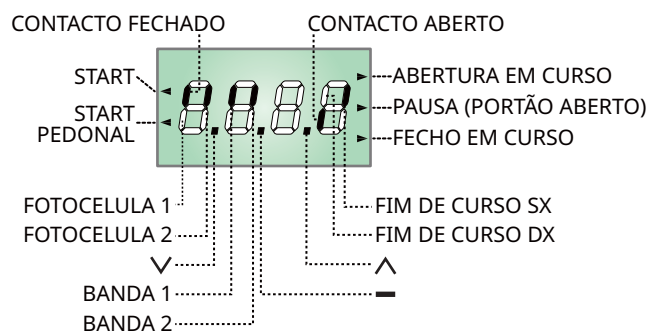 CONTACTO FECHADO
CONTACTO ABERTO
START
START
PEDONAL
ABERTURA EM CURSO
PAUSA (PORTÃO ABERTO)
FECHO EM CURSO
FOTOCELULA 1
FOTOCELULA 2
BANDA 1
BANDA 2
FIM DE CURSO SX
FIM DE CURSO DX